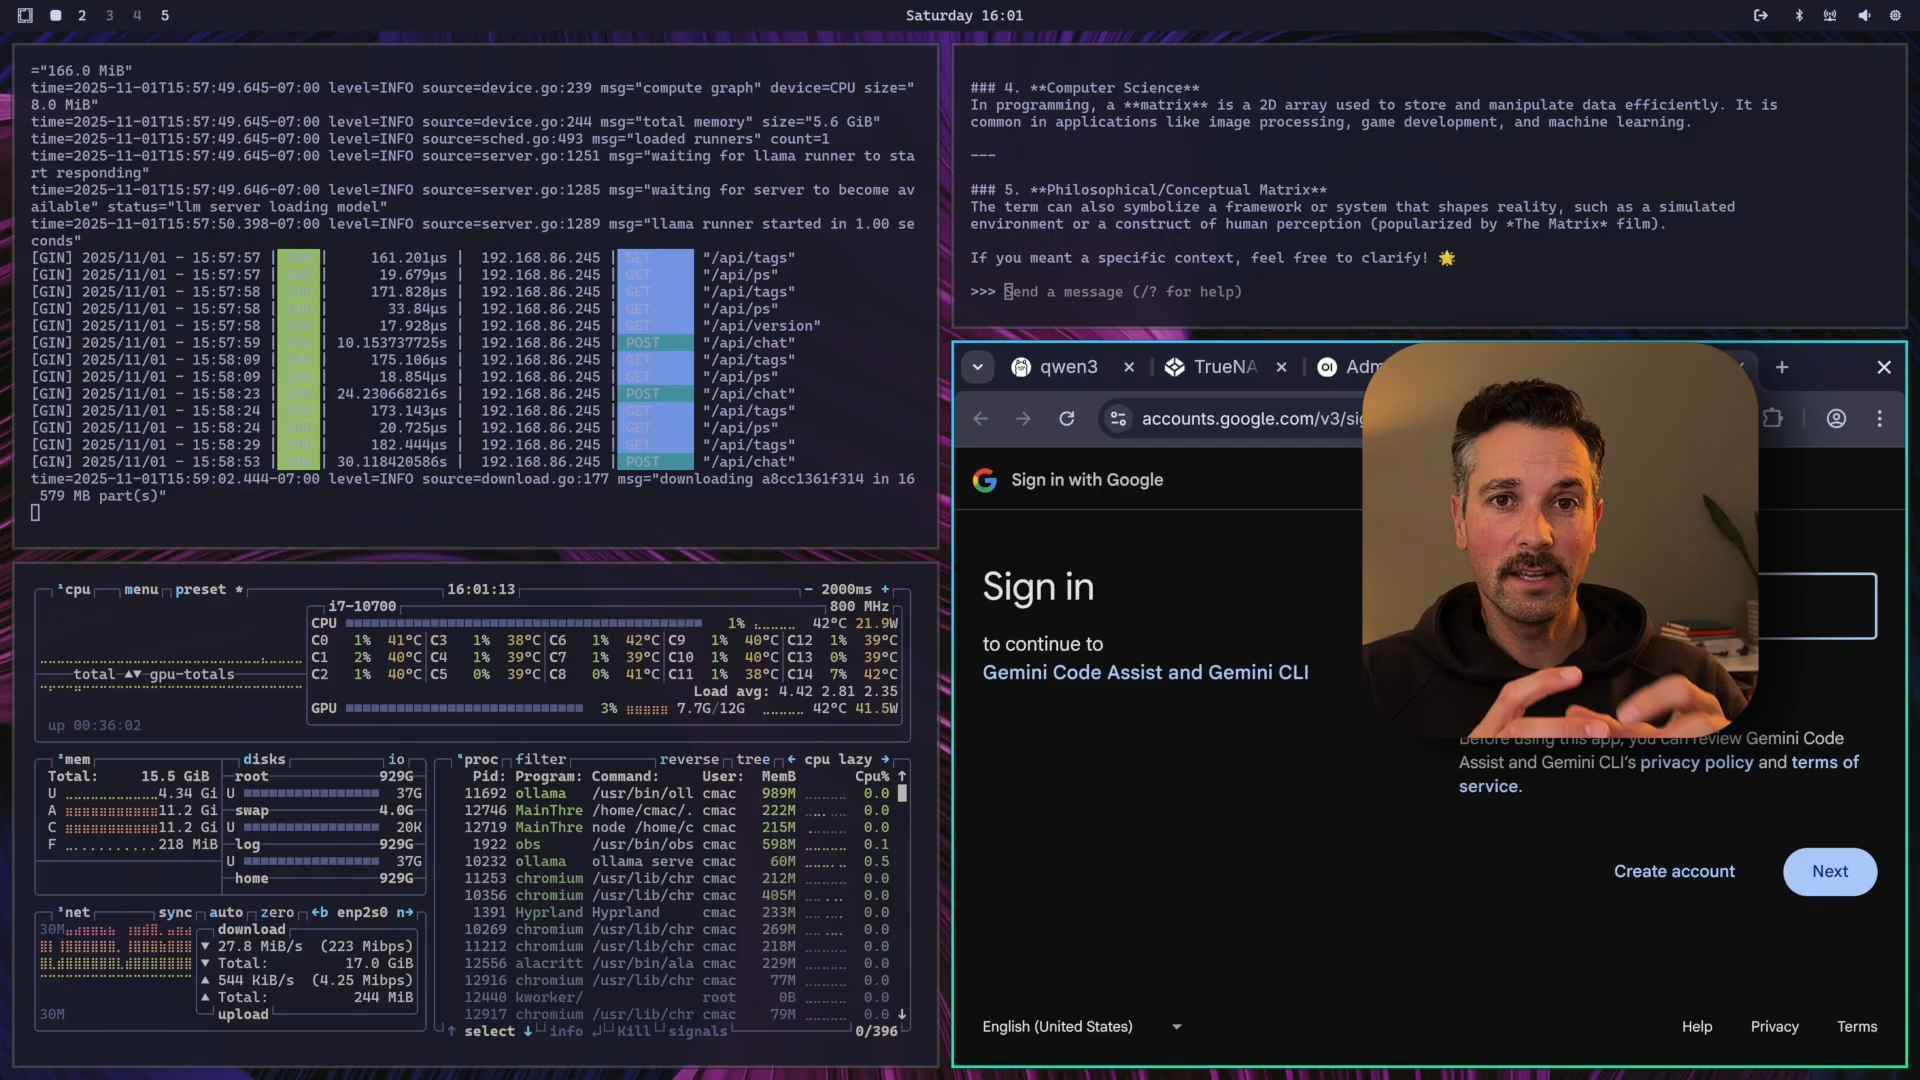 2 3 4 5
Saturday 16:01
="166.0 MiB"
time=2025-11-01T15:57:49.645-07:00 level=INFO source=device.go:239 msg="compute graph" device=CPU size="
8.0 MiB"
time=2025-11-01T15:57:49.645-07:00 level=INFO source=device.go:244 msg="total memory" size="5.6 GiB"
time=2025-11-01T15:57:49.645-07:00 level=INFO source=sched.go:493 msg="loaded runners" count=1
time=2025-11-01T15:57:49.645-07:00 level=INFO source=server.go:1251 msg="waiting for llama runner to sta
rt responding"
time=2025-11-01T15:57:49.646-07:00 level=INFO source=server.go:1285 msg="waiting for server to become av
ailable" status="llm server loading model"
time=2025-11-01T15:57:50.398-07:00 level=INFO source=server.go:1289 msg="llama runner started in 1.00 se
conds"
[GIN] 2025/11/01 - 15:57:57 | 200 | 161.201µs | 192.168.86.245 | GET "/api/tags"
[GIN] 2025/11/01 - 15:57:57 | 200 | 19.679µs | 192.168.86.245 | GET "/api/ps"
[GIN] 2025/11/01 - 15:57:58 | 200 | 171.828µs | 192.168.86.245 | GET "/api/tags"
[GIN] 2025/11/01 - 15:57:58 | 200 | 33.84µs | 192.168.86.245 | GET "/api/ps"
[GIN] 2025/11/01 - 15:57:58 | 200 | 17.928µs | 192.168.86.245 | GET "/api/version"
[GIN] 2025/11/01 - 15:57:59 | 200 | 10.153737725s | 192.168.86.245 | POST "/api/chat"
[GIN] 2025/11/01 - 15:58:09 | 200 | 175.106µs | 192.168.86.245 | GET "/api/tags"
[GIN] 2025/11/01 - 15:58:09 | 200 | 18.854µs | 192.168.86.245 | GET "/api/ps"
[GIN] 2025/11/01 - 15:58:23 | 200 | 24.230668216s | 192.168.86.245 | POST "/api/chat"
[GIN] 2025/11/01 - 15:58:24 | 200 | 173.143µs | 192.168.86.245 | GET "/api/tags"
[GIN] 2025/11/01 - 15:58:24 | 200 | 20.725µs | 192.168.86.245 | GET "/api/ps"
[GIN] 2025/11/01 - 15:58:29 | 200 | 182.444µs | 192.168.86.245 | GET "/api/tags"
[GIN] 2025/11/01 - 15:58:53 | 200 | 30.118420586s | 192.168.86.245 | POST "/api/chat"
time=2025-11-01T15:59:02.444-07:00 level=INFO source=download.go:177 msg="downloading a8cc1361f314 in 16
579 MB part(s)"
### 4. **Computer Science**
In programming, a **matrix** is a 2D array used to store and manipulate data efficiently. It is
common in applications like image processing, game development, and machine learning.
---
### 5. **Philosophical/Conceptual Matrix**
The term can also symbolize a framework or system that shapes reality, such as a simulated
environment or a construct of human perception (popularized by *The Matrix* film).
If you meant a specific context, feel free to clarify! 🌟
>>> Send a message (/? for help)
¹cpu menu preset * 16:01:13 - 2000ms +
i7-10700 800 MHz
CPU 1% 42°C 21.9W
C0 1% 41°C C3 1% 38°C C6 1% 42°C C9 1% 40°C C12 1% 39°C
C1 2% 40°C C4 1% 39°C C7 1% 39°C C10 1% 40°C C13 0% 39°C
C2 1% 40°C C5 0% 39°C C8 0% 41°C C11 1% 38°C C14 7% 42°C
total ▲▼ gpu-totals
Load avg: 4.42 2.81 2.35
GPU 3% 7.7G/12G 42°C 41.5W
up 00:36:02
²mem disks io
Total: 15.5 GiB
U 4.34 Gi
A 11.2 Gi
C 11.2 Gi
F 218 MiB
root 929G
U 37G
swap 4.0G
U 20K
log 929G
U 37G
home 929G
³net sync auto zero ←b enp2s0 n→
30M
download
▼ 27.8 MiB/s (223 Mibps)
▼ Total: 17.0 GiB
▲ 544 KiB/s (4.25 Mibps)
▲ Total: 244 MiB
upload
30M
⁴proc filter reverse tree ← cpu lazy →
Pid: Program: Command: User: MemB Cpu% ↑
11692 ollama /usr/bin/oll cmac 989M 0.0
12746 MainThre /home/cmac/. cmac 222M 0.0
12719 MainThre node /home/c cmac 215M 0.0
1922 obs /usr/bin/obs cmac 598M 0.1
10232 ollama ollama serve cmac 60M 0.5
11253 chromium /usr/lib/chr cmac 212M 0.0
10356 chromium /usr/lib/chr cmac 405M 0.0
1391 Hyprland Hyprland cmac 233M 0.0
10269 chromium /usr/lib/chr cmac 269M 0.0
11212 chromium /usr/lib/chr cmac 218M 0.0
12556 alacritt /usr/bin/ala cmac 229M 0.0
12916 chromium /usr/lib/chr cmac 77M 0.0
12440 kworker/ root 0B 0.0
12917 chromium /usr/lib/chr cmac 79M 0.0 ↓
↑ select ↓ info ↲ Kill signals 0/396
qwen3 TrueNA Adm
accounts.google.com/v3/sig
Sign in with Google
Sign in
to continue to
Gemini Code Assist and Gemini CLI
Before using this app, you can review Gemini Code
Assist and Gemini CLI's privacy policy and terms of
service.
Create account Next
English (United States) Help Privacy Terms